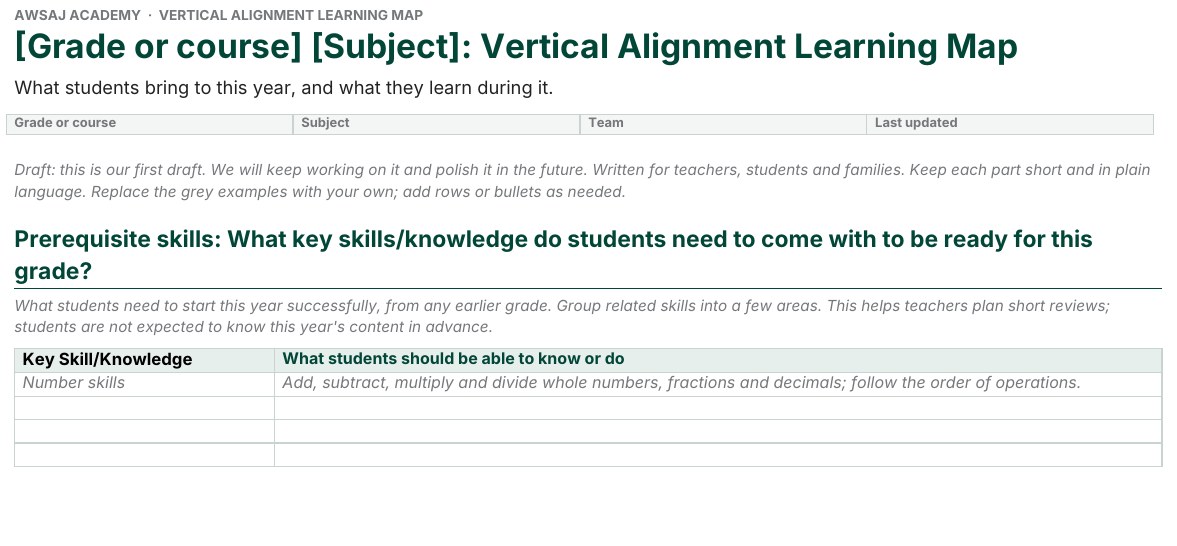 AWSAJ ACADEMY · VERTICAL ALIGNMENT LEARNING MAP
[Grade or course] [Subject]: Vertical Alignment Learning Map
What students bring to this year, and what they learn during it.
Grade or course Subject Team Last updated
Draft: this is our first draft. We will keep working on it and polish it in the future. Written for teachers, students and families. Keep each part short and in plain
language. Replace the grey examples with your own; add rows or bullets as needed.
Prerequisite skills: What key skills/knowledge do students need to come with to be ready for this
grade?
What students need to start this year successfully, from any earlier grade. Group related skills into a few areas. This helps teachers plan short reviews;
students are not expected to know this year's content in advance.
Key Skill/Knowledge What students should be able to know or do
Number skills Add, subtract, multiply and divide whole numbers, fractions and decimals; follow the order of operations.